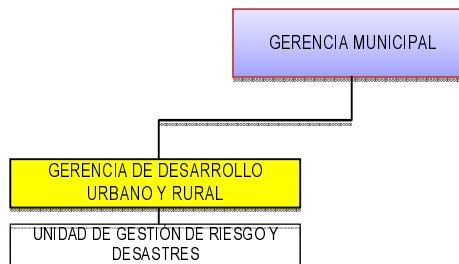 GERENCIA MUNICIPAL
GERENCIA DE DESARROLLO
URBANO Y RURAL
UNIDAD DE GESTIÓN DE RIESGO Y
DESASTRES